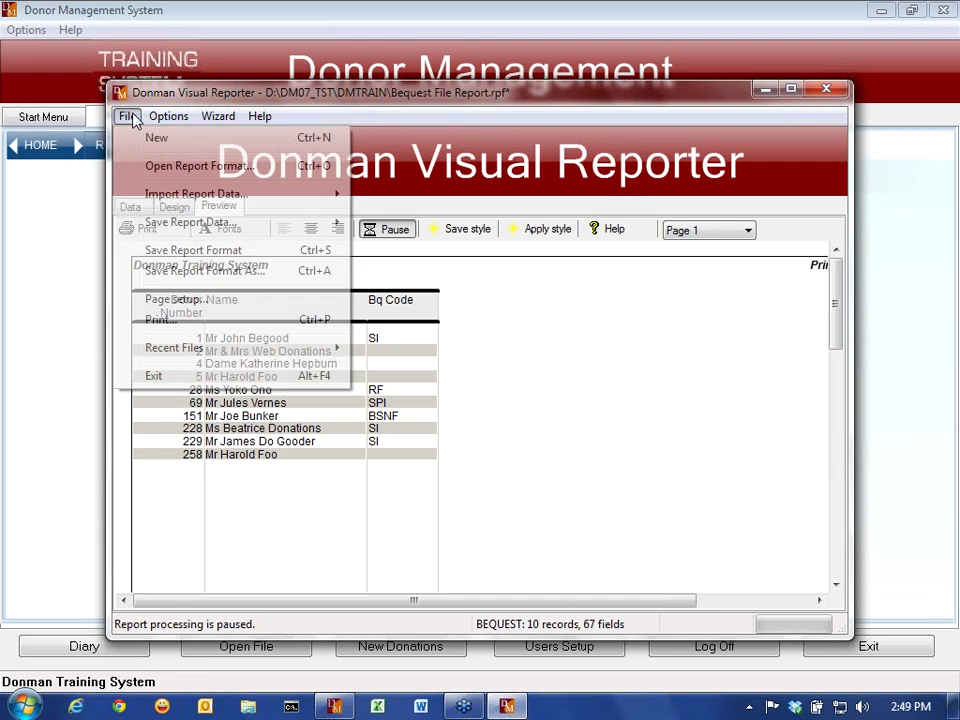 Donor Management System
Options Help
TRAINING
SYSTEM
Donor Management
Donman Visual Reporter - D:\DM07_TST\DMTRAIN\Bequest File Report.rpf*
Start Menu
File Options Wizard Help
HOME R
Donman Visual Reporter
New Ctrl+N
Open Report Format... Ctrl+O
Import Report Data...
Data Design Preview
Save Report Data...
Print Fonts Pause Save style Apply style Help Page 1
Save Report Format Ctrl+S
Donman Training System Prin
Save Report Format As... Ctrl+A
Page setup...
Donor Name Bq Code
Number
Print... Ctrl+P
1 Mr John Begood SI
Recent Files
2 Mr & Mrs Web Donations
4 Dame Katherine Hepburn
Exit Alt+F4
5 Mr Harold Foo
28 Ms Yoko Ono RF
69 Mr Jules Vernes SPI
151 Mr Joe Bunker BSNF
228 Ms Beatrice Donations SI
229 Mr James Do Gooder SI
258 Mr Harold Foo
Report processing is paused. BEQUEST: 10 records, 67 fields
Diary Open File New Donations Users Setup Log Off Exit
Donman Training System
2:49 PM